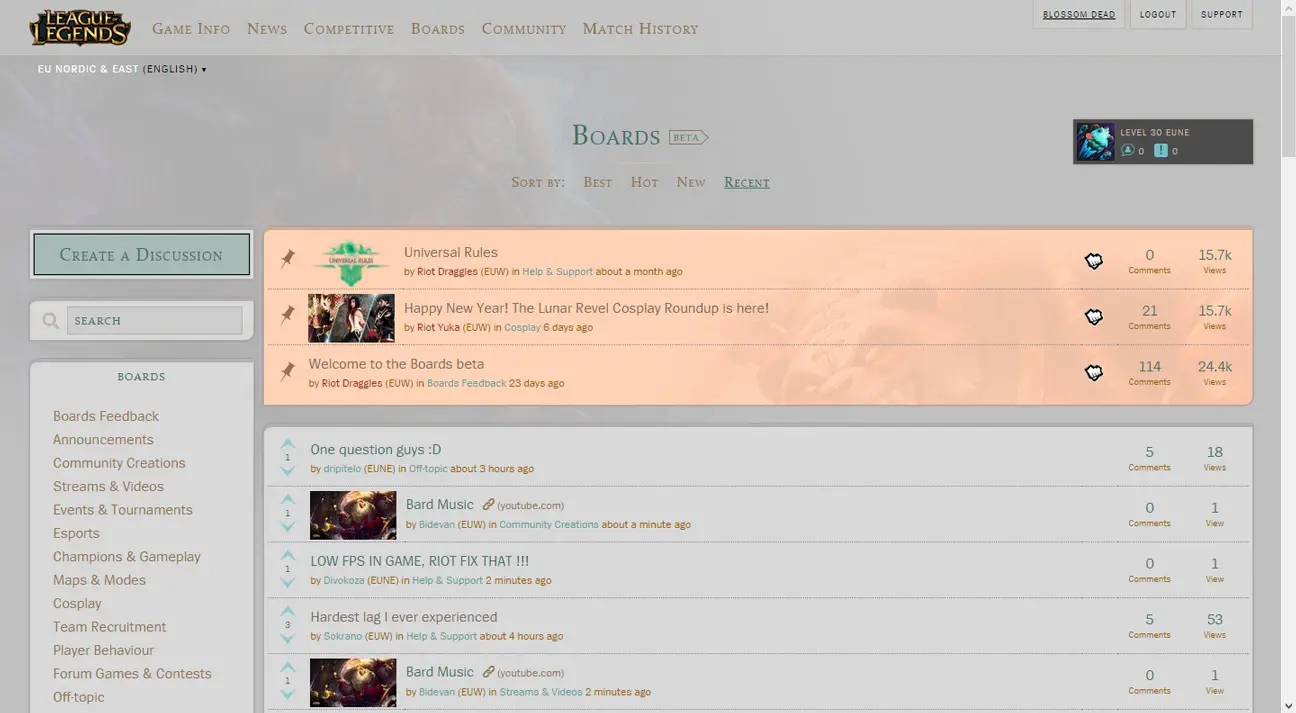 LEAGUE OF LEGENDS
Game Info News Competitive Boards Community Match History
BLOSSOM DEAD LOGOUT SUPPORT
EU NORDIC & EAST (ENGLISH) ▾
Boards BETA
LEVEL 30 EUNE
0 0
Sort by: Best Hot New Recent
Create a Discussion
SEARCH
BOARDS
Boards Feedback
Announcements
Community Creations
Streams & Videos
Events & Tournaments
Esports
Champions & Gameplay
Maps & Modes
Cosplay
Team Recruitment
Player Behaviour
Forum Games & Contests
Off-topic
UNIVERSAL RULES
Universal Rules
by Riot Draggles (EUW) in Help & Support about a month ago
0 15.7k
Comments Views
Happy New Year! The Lunar Revel Cosplay Roundup is here!
by Riot Yuka (EUW) in Cosplay 6 days ago
21 15.7k
Comments Views
Welcome to the Boards beta
by Riot Draggles (EUW) in Boards Feedback 23 days ago
114 24.4k
Comments Views
1
One question guys :D
by dripitelo (EUNE) in Off-topic about 3 hours ago
5 18
Comments Views
1
Bard Music (youtube.com)
by Bidevan (EUW) in Community Creations about a minute ago
0 1
Comments View
1
LOW FPS IN GAME, RIOT FIX THAT !!!
by Divokoza (EUNE) in Help & Support 2 minutes ago
0 1
Comments View
3
Hardest lag I ever experienced
by Sokrano (EUW) in Help & Support about 4 hours ago
5 53
Comments Views
1
Bard Music (youtube.com)
by Bidevan (EUW) in Streams & Videos 2 minutes ago
0 1
Comments View